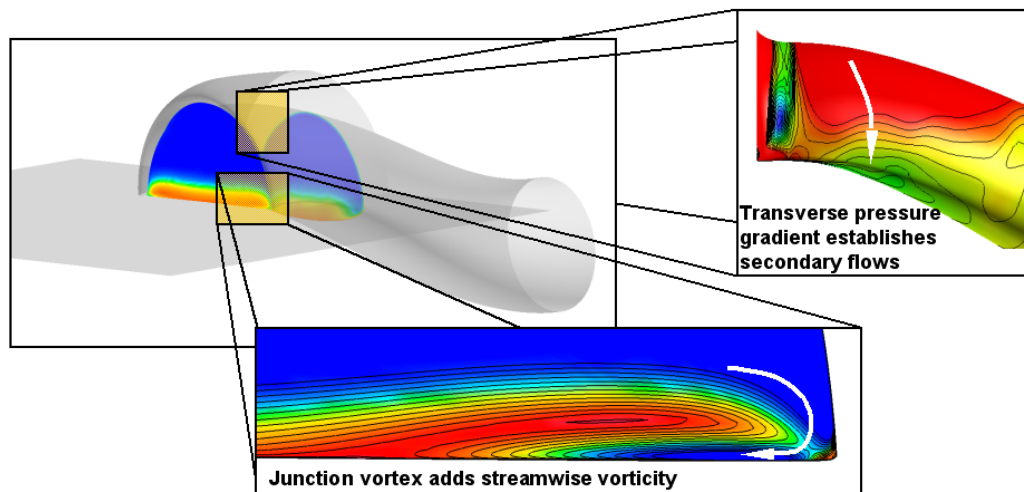 Transverse pressure
gradient establishes
secondary flows
Junction vortex adds streamwise vorticity